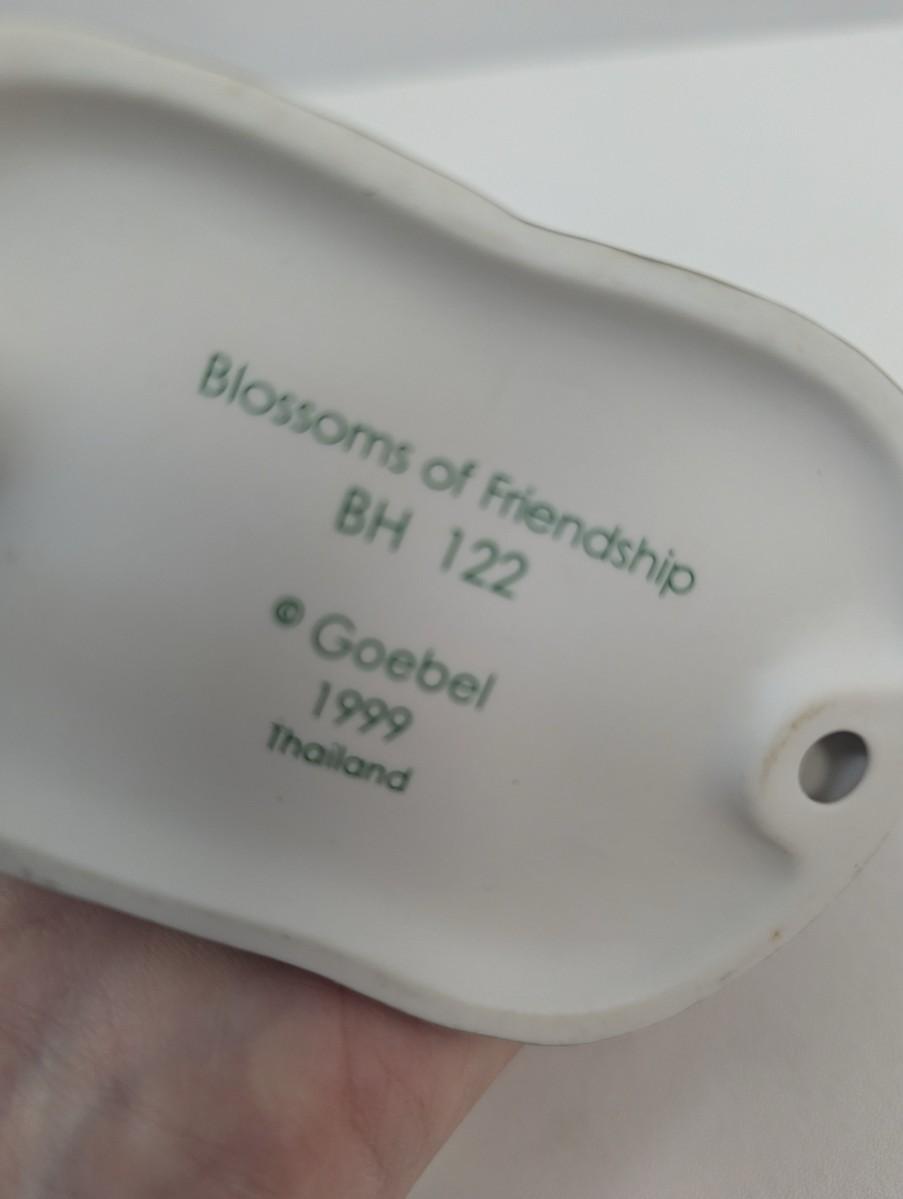 Blossoms of Friendship
BH 122
© Goebel
1999
Thailand